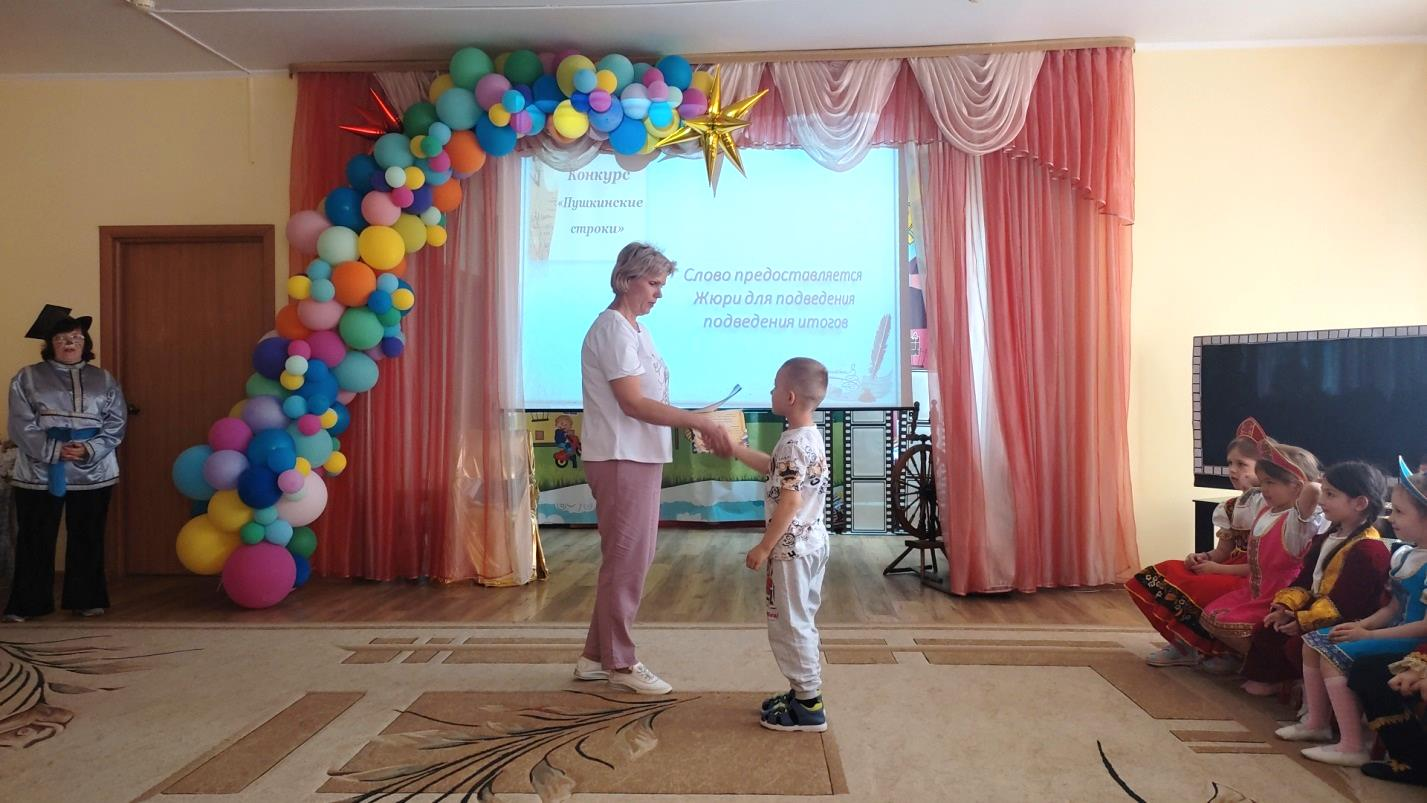 Конкурс
«Пушкинские
строки»
Слово предоставляется
Жюри для подведения
подведения итогов